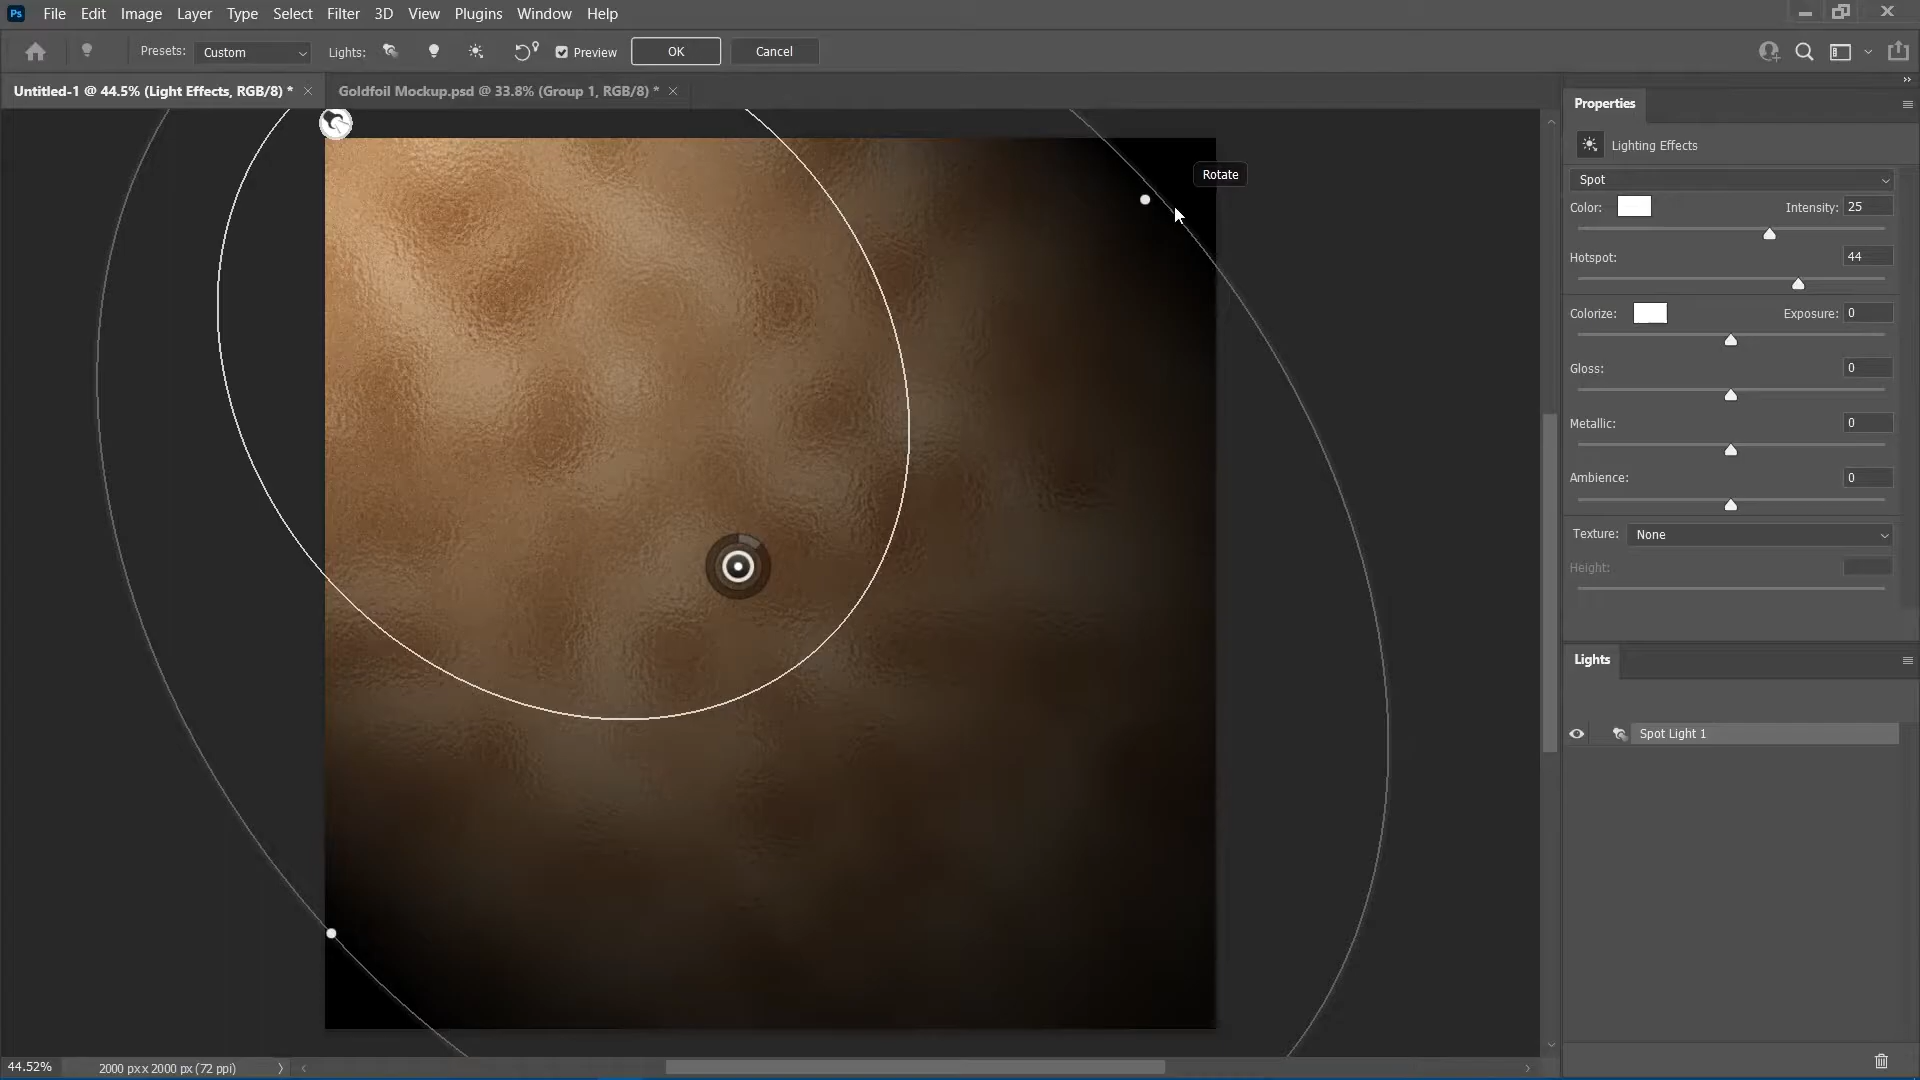 Ps File Edit Image Layer Type Select Filter 3D View Plugins Window Help
Presets: Custom Lights: Preview OK Cancel
Untitled-1 @ 44.5% (Light Effects, RGB/8) * Goldfoil Mockup.psd @ 33.8% (Group 1, RGB/8) *
Rotate
Properties
Lighting Effects
Spot
Color: Intensity: 25
Hotspot: 44
Colorize: Exposure: 0
Gloss: 0
Metallic: 0
Ambience: 0
Texture: None
Height:
Lights
Spot Light 1
44.52% 2000 px x 2000 px (72 ppi)